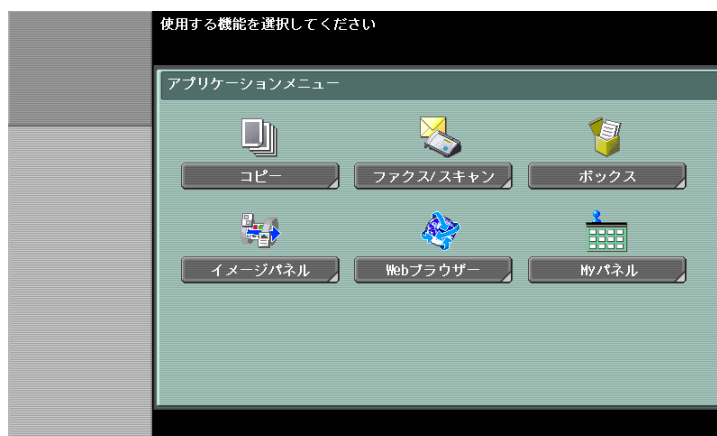 使用する機能を選択してください
アプリケーションメニュー
コピー
ファクス/スキャン
ボックス
イメージパネル
Webブラウザー
Myパネル